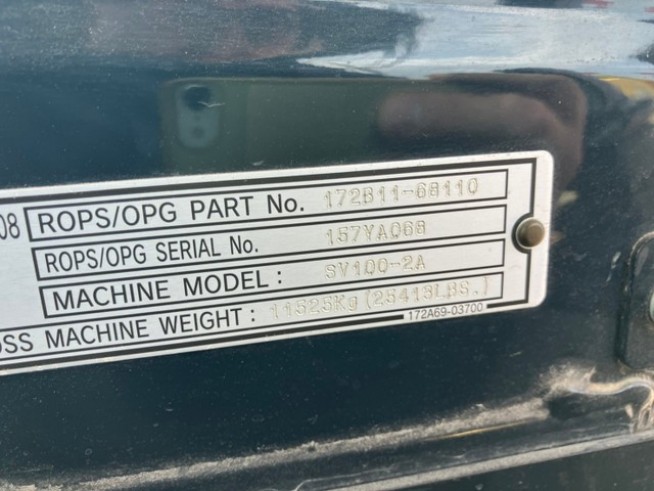 08 ROPS/OPG PART No. 172B11-68110
ROPS/OPG SERIAL No. 157YA068
MACHINE MODEL : SV100-2A
OSS MACHINE WEIGHT : 11525Kg (25413LBS.)
172A69-03700